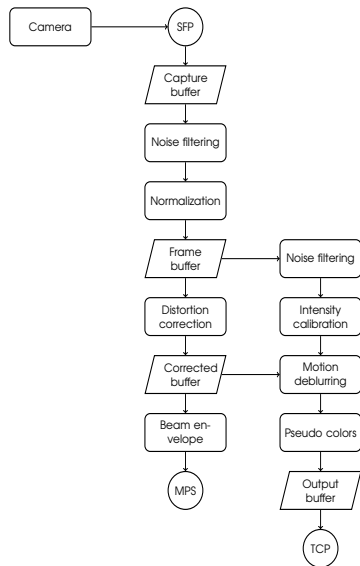 Camera
SFP
Capture
buffer
Noise filtering
Normalization
Frame
buffer
Noise filtering
Distortion
correction
Intensity
calibration
Corrected
buffer
Motion
deblurring
Beam en-
velope
Pseudo colors
MPS
Output
buffer
TCP